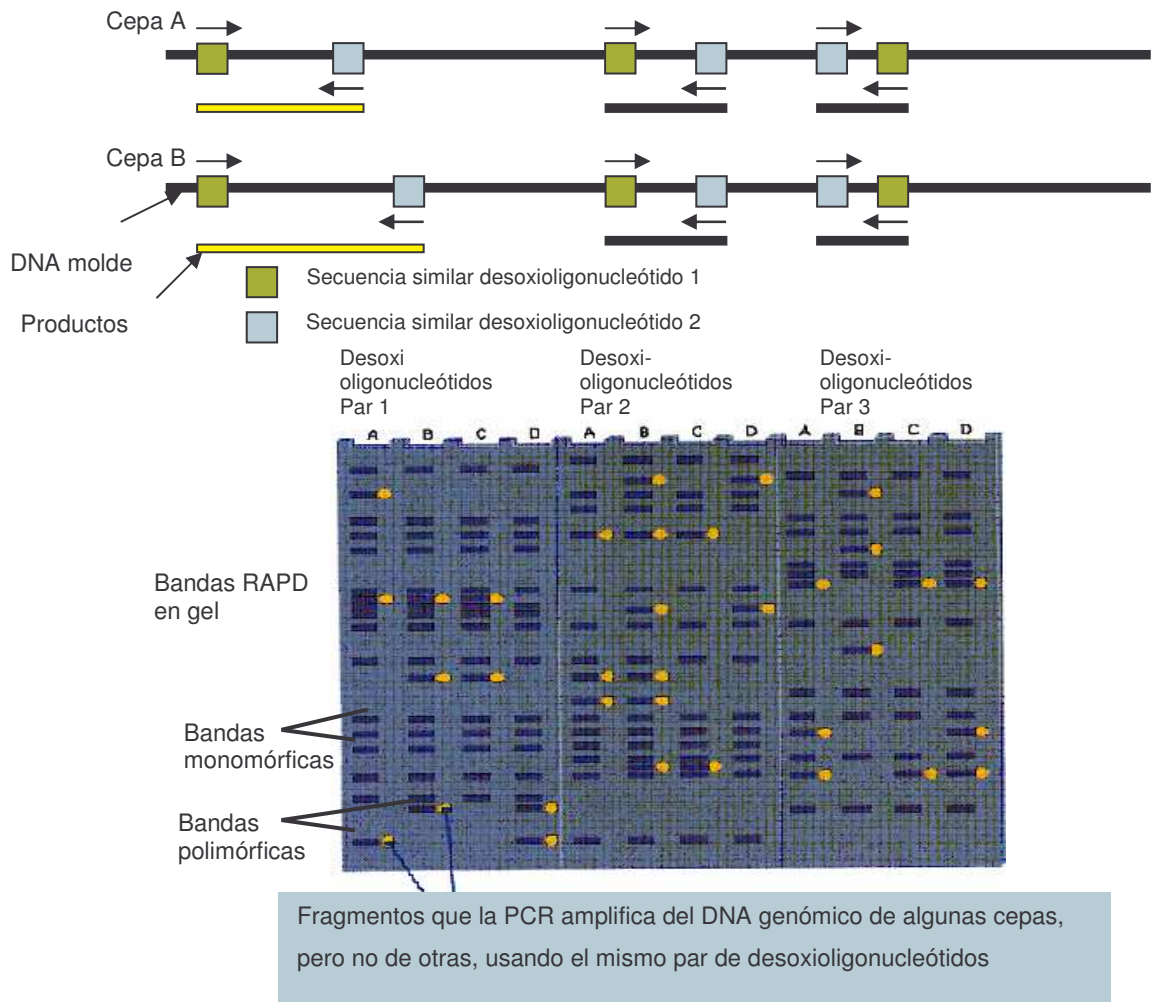 Cepa A
Cepa B
DNA molde
Productos
Secuencia similar desoxioligonucleótido 1
Secuencia similar desoxioligonucleótido 2
Desoxi
oligonucleótidos
Par 1
Desoxi-
oligonucleótidos
Par 2
Desoxi-
oligonucleótidos
Par 3
A B C D A B C D A B C D
Bandas RAPD
en gel
Bandas
monomórficas
Bandas
polimórficas
Fragmentos que la PCR amplifica del DNA genómico de algunas cepas,
pero no de otras, usando el mismo par de desoxioligonucleótidos